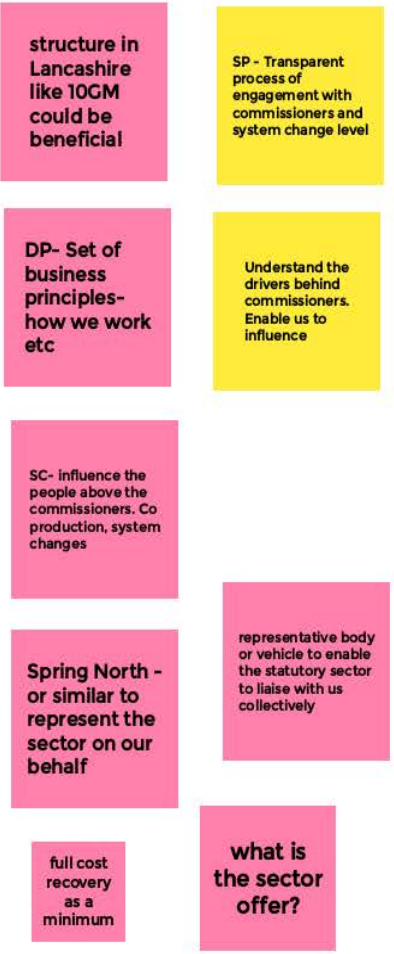 structure in
Lancashire
like 10GM
could be
beneficial
SP - Transparent
process of
engagement with
commissioners and
system change level
DP- Set of
business
principles-
how we work
etc
Understand the
drivers behind
commissioners.
Enable us to
influence
SC- influence the
people above the
commissioners. Co
production, system
changes
representative body
or vehicle to enable
the statutory sector
to liaise with us
collectively
Spring North -
or similar to
represent the
sector on our
behalf
full cost
recovery
as a
minimum
what is
the sector
offer?